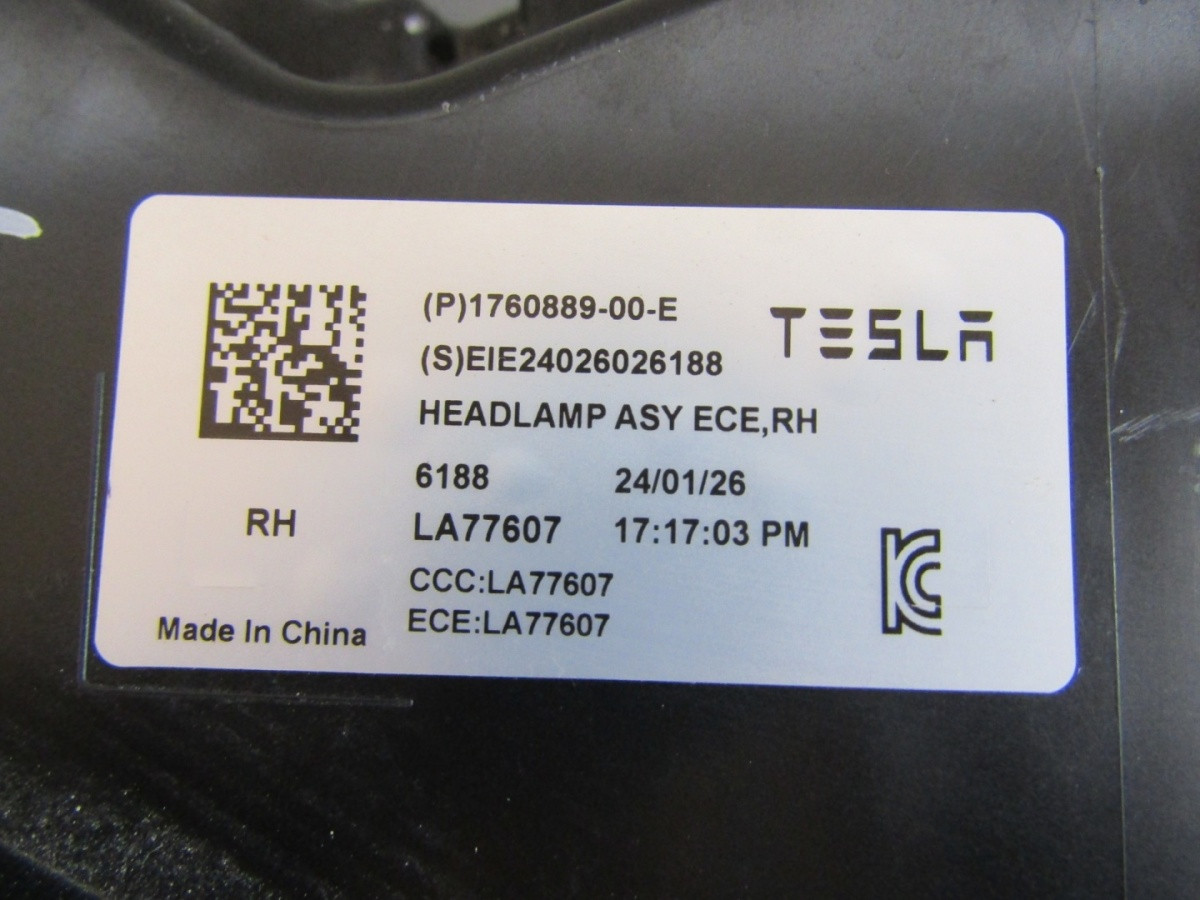 (P)1760889-00-E
TESLA
(S)EIE24026026188
HEADLAMP ASY ECE,RH
6188 24/01/26
RH
LA77607 17:17:03 PM
CCC:LA77607
ECE:LA77607
Made In China
KC